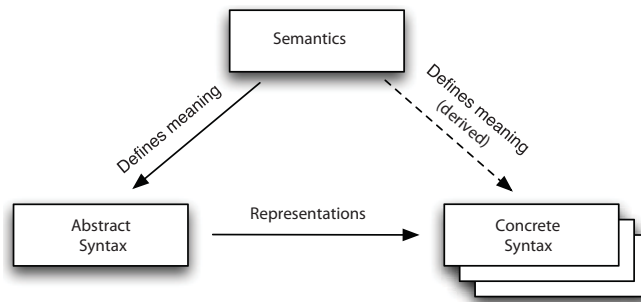 Semantics
Defines meaning
Defines meaning
(derived)
Representations
Abstract
Syntax
Concrete
Syntax